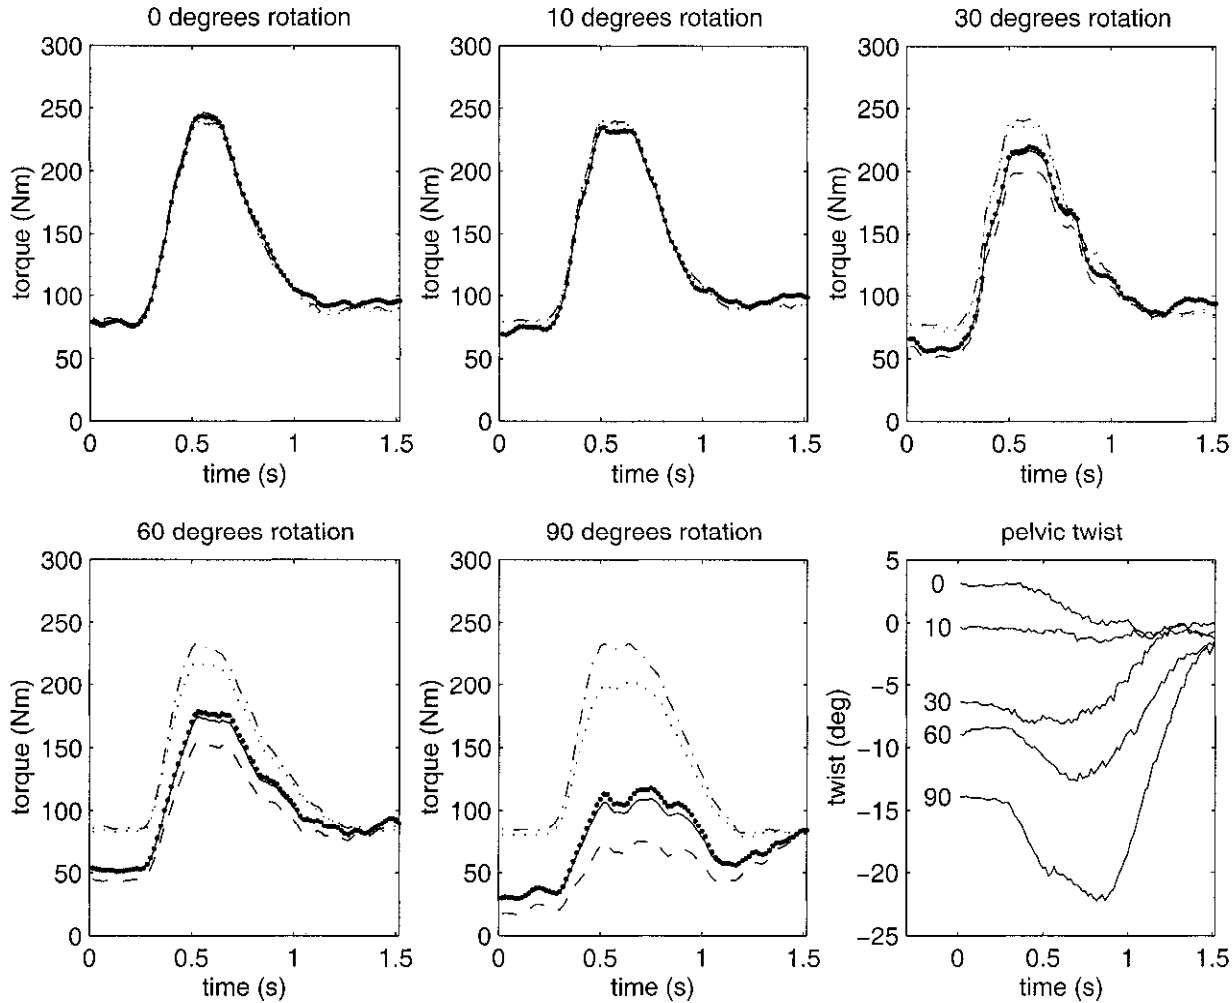 0 degrees rotation
300
250
200
150
100
50
0
torque (Nm)
0 0.5 1 1.5
time (s)
10 degrees rotation
300
250
200
150
100
50
0
torque (Nm)
0 0.5 1 1.5
time (s)
30 degrees rotation
300
250
200
150
100
50
0
torque (Nm)
0 0.5 1 1.5
time (s)
60 degrees rotation
300
250
200
150
100
50
0
torque (Nm)
0 0.5 1 1.5
time (s)
90 degrees rotation
300
250
200
150
100
50
0
torque (Nm)
0 0.5 1 1.5
time (s)
pelvic twist
5
0
−5
−10
−15
−20
−25
twist (deg)
0
10
30
60
90
0 0.5 1 1.5
time (s)